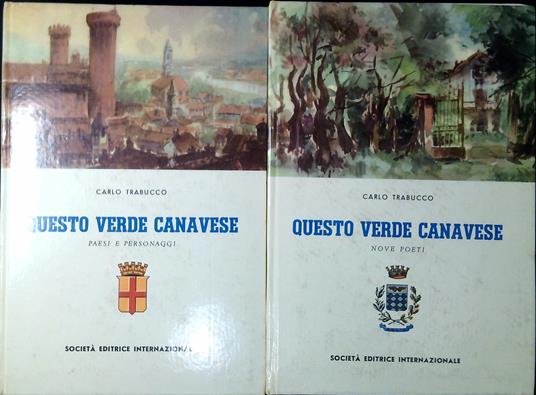 CARLO TRABUCCO
QUESTO VERDE CANAVESE
PAESI E PERSONAGGI
SOCIETÀ EDITRICE INTERNAZIONALE
CARLO TRABUCCO
QUESTO VERDE CANAVESE
NOVE POETI
SOCIETÀ EDITRICE INTERNAZIONALE